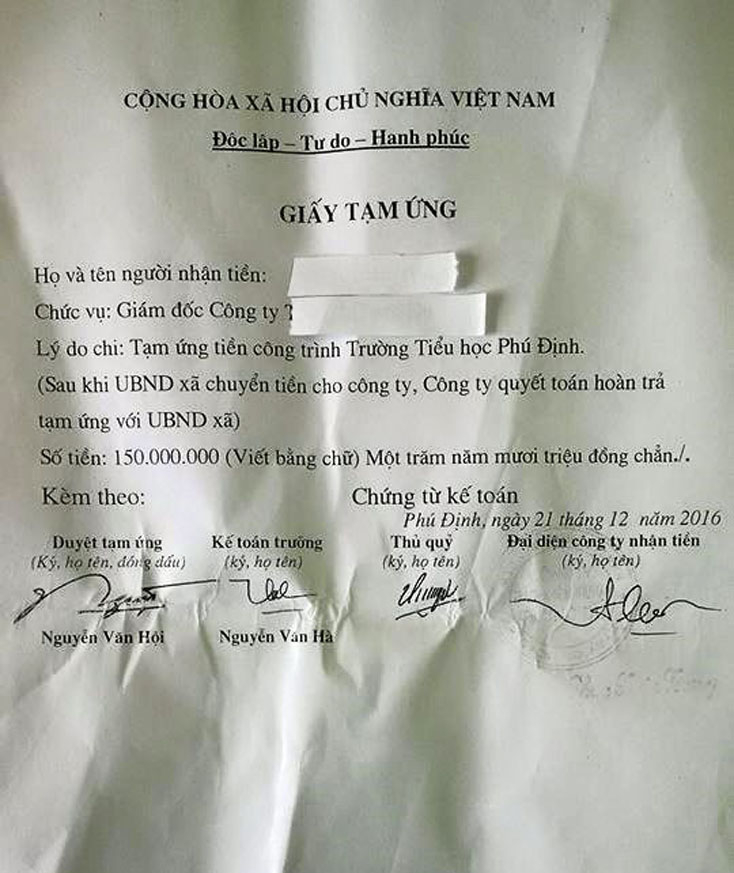 CỘNG HÒA XÃ HỘI CHỦ NGHĨA VIỆT NAM
Độc lập – Tự do – Hạnh phúc
GIẤY TẠM ỨNG
Họ và tên người nhận tiền:
Chức vụ: Giám đốc Công ty
Lý do chi: Tạm ứng tiền công trình Trường Tiểu học Phú Định.
(Sau khi UBND xã chuyển tiền cho công ty, Công ty quyết toán hoàn trả
tạm ứng với UBND xã)
Số tiền: 150.000.000 (Viết bằng chữ) Một trăm năm mươi triệu đồng chẳn./.
Kèm theo: Chứng từ kế toán
Phú Định, ngày 21 tháng 12 năm 2016
Duyệt tạm ứng Kế toán trưởng Thủ quỹ Đại diện công ty nhận tiền
(Ký, họ tên, đóng dấu) (ký, họ tên) (ký, họ tên) (ký, họ tên)
Nguyễn Văn Hội Nguyễn Văn Hà